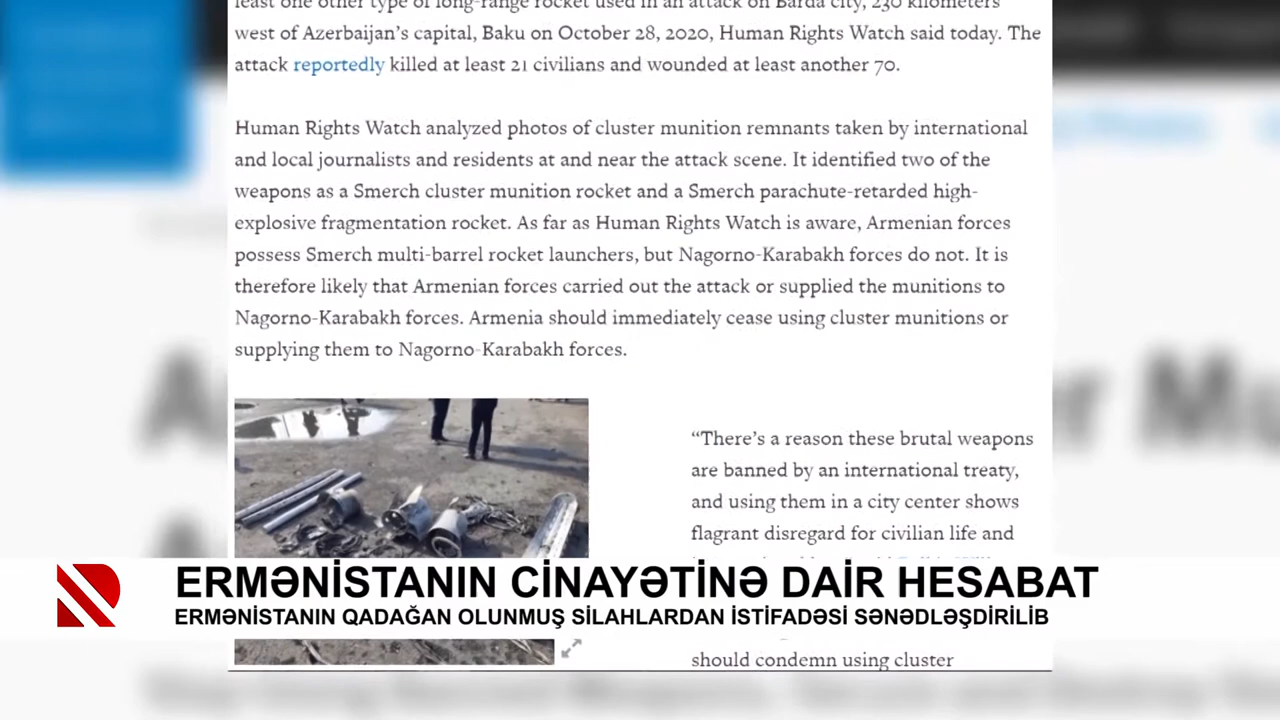 least one other type of long-range rocket used in an attack on Barda city, 230 kilometers
west of Azerbaijan's capital, Baku on October 28, 2020, Human Rights Watch said today. The
attack reportedly killed at least 21 civilians and wounded at least another 70.
Human Rights Watch analyzed photos of cluster munition remnants taken by international
and local journalists and residents at and near the attack scene. It identified two of the
weapons as a Smerch cluster munition rocket and a Smerch parachute-retarded high-
explosive fragmentation rocket. As far as Human Rights Watch is aware, Armenian forces
possess Smerch multi-barrel rocket launchers, but Nagorno-Karabakh forces do not. It is
therefore likely that Armenian forces carried out the attack or supplied the munitions to
Nagorno-Karabakh forces. Armenia should immediately cease using cluster munitions or
supplying them to Nagorno-Karabakh forces.
“There's a reason these brutal weapons
are banned by an international treaty,
and using them in a city center shows
flagrant disregard for civilian life and
ERMƏNİSTANIN CİNAYƏTİNƏ DAİR HESABAT
ERMƏNİSTANIN QADAĞAN OLUNMUŞ SİLAHLARDAN İSTİFADƏSİ SƏNƏDLƏŞDİRİLİB
should condemn using cluster